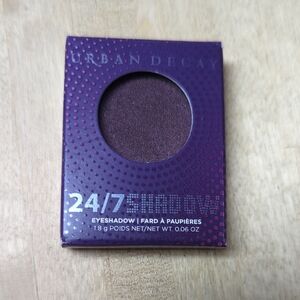 URBAN DECAY
24/7 SHADOW
EYESHADOW | FARD À PAUPIÈRES
1.8 g POIDS NET/NET WT. 0.06 OZ